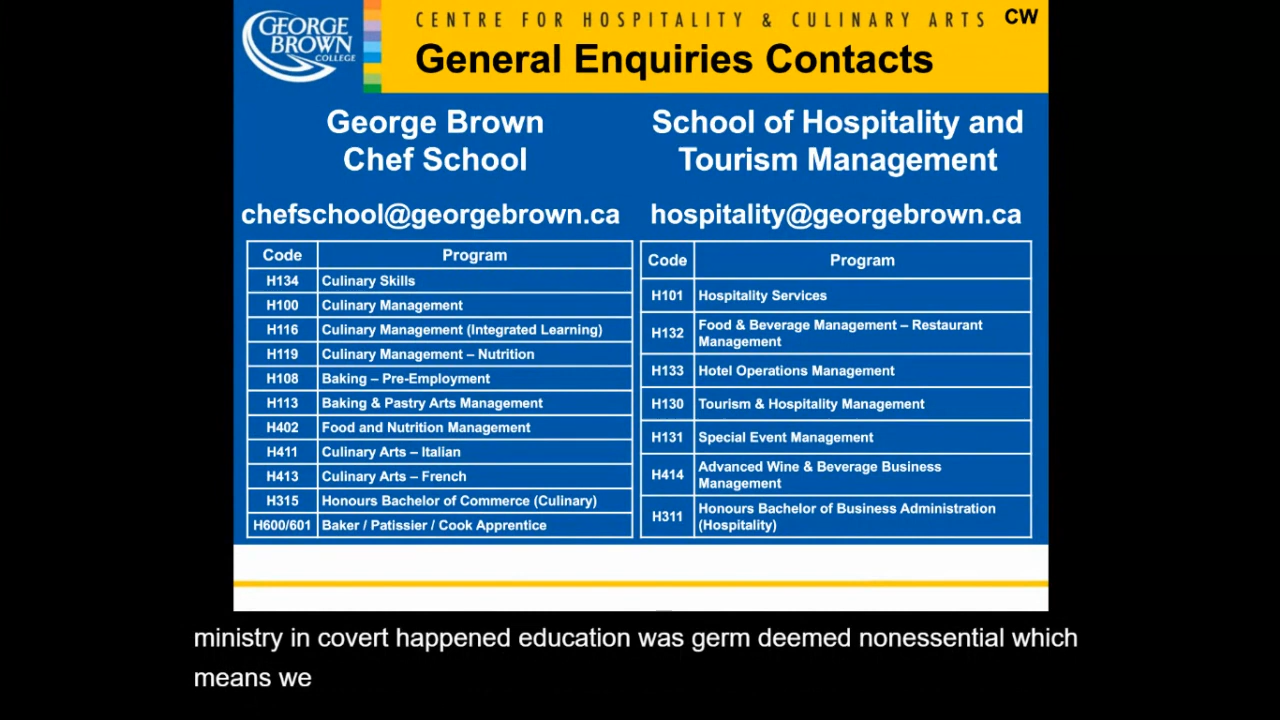 GEORGE
BROWN
COLLEGE
CENTRE FOR HOSPITALITY & CULINARY ARTS
CW
General Enquiries Contacts
George Brown
Chef School
chefschool@georgebrown.ca
Code Program
H134 Culinary Skills
H100 Culinary Management
H116 Culinary Management (Integrated Learning)
H119 Culinary Management – Nutrition
H108 Baking – Pre-Employment
H113 Baking & Pastry Arts Management
H402 Food and Nutrition Management
H411 Culinary Arts – Italian
H413 Culinary Arts – French
H315 Honours Bachelor of Commerce (Culinary)
H600/601 Baker / Patissier / Cook Apprentice
School of Hospitality and
Tourism Management
hospitality@georgebrown.ca
Code Program
H101 Hospitality Services
H132 Food & Beverage Management – Restaurant
Management
H133 Hotel Operations Management
H130 Tourism & Hospitality Management
H131 Special Event Management
H414 Advanced Wine & Beverage Business
Management
H311 Honours Bachelor of Business Administration
(Hospitality)
ministry in covert happened education was germ deemed nonessential which
means we